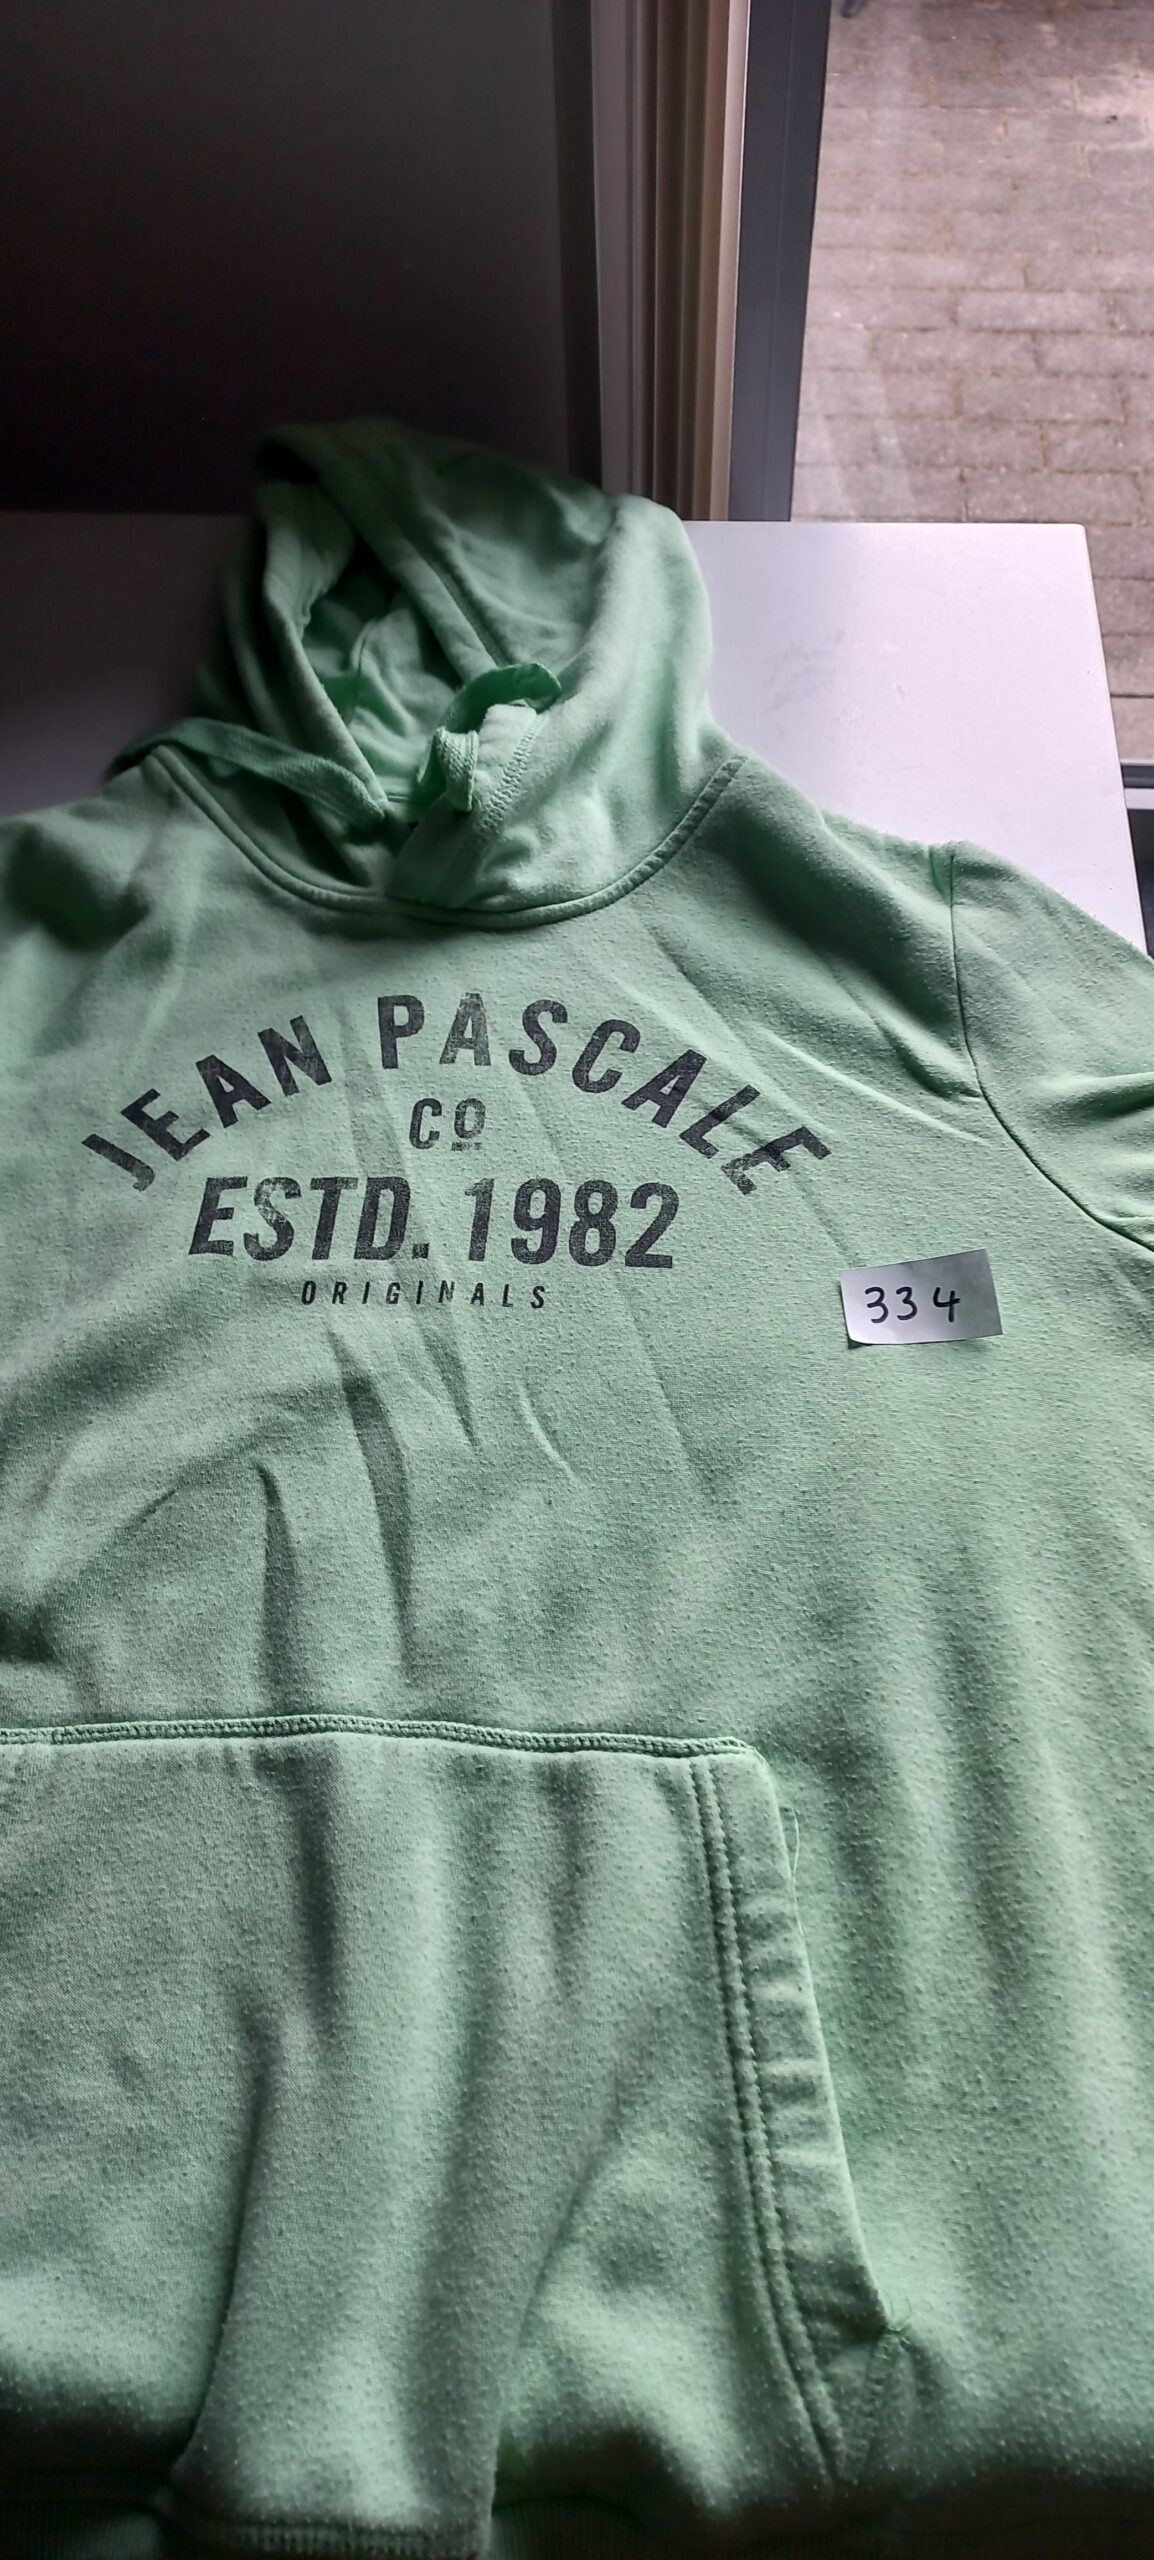 JEAN PASCALE
Cº
ESTD. 1982
ORIGINALS
334